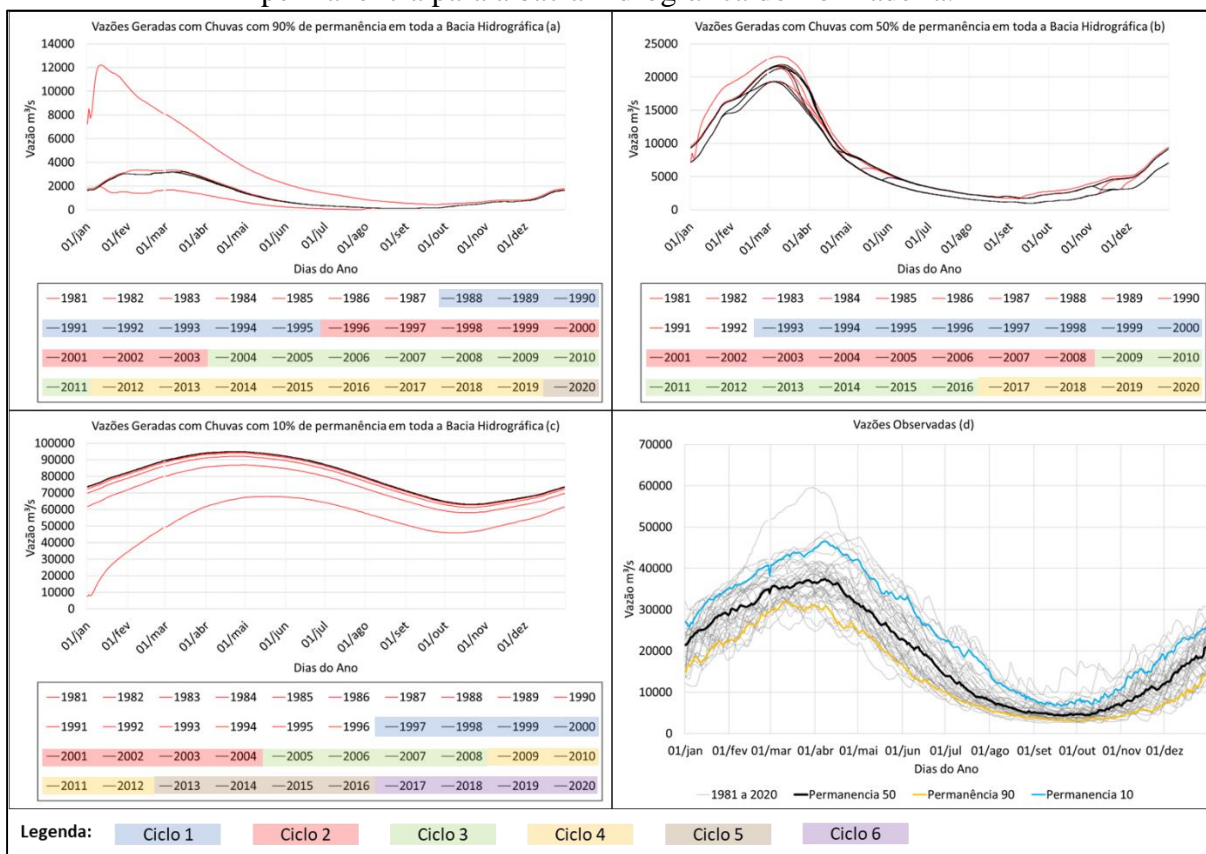 permanência para a bacia hidrográfica do rio Madeira.
Vazões Geradas com Chuvas com 90% de permanência em toda a Bacia Hidrográfica (a)
Vazão m³/s
14000
12000
10000
8000
6000
4000
2000
0
01/jan 01/fev 01/mar 01/abr 01/mai 01/jun 01/jul 01/ago 01/set 01/out 01/nov 01/dez
Dias do Ano
1981 1982 1983 1984 1985 1986 1987 1988 1989 1990
1991 1992 1993 1994 1995 1996 1997 1998 1999 2000
2001 2002 2003 2004 2005 2006 2007 2008 2009 2010
2011 2012 2013 2014 2015 2016 2017 2018 2019 2020
Vazões Geradas com Chuvas com 50% de permanência em toda a Bacia Hidrográfica (b)
Vazão m³/s
25000
20000
15000
10000
5000
0
01/jan 01/fev 01/mar 01/abr 01/mai 01/jun 01/jul 01/ago 01/set 01/out 01/nov 01/dez
Dias do Ano
1981 1982 1983 1984 1985 1986 1987 1988 1989 1990
1991 1992 1993 1994 1995 1996 1997 1998 1999 2000
2001 2002 2003 2004 2005 2006 2007 2008 2009 2010
2011 2012 2013 2014 2015 2016 2017 2018 2019 2020
Vazões Geradas com Chuvas com 10% de permanência em toda a Bacia Hidrográfica (c)
Vazão m³/s
100000
90000
80000
70000
60000
50000
40000
30000
20000
10000
0
01/jan 01/fev 01/mar 01/abr 01/mai 01/jun 01/jul 01/ago 01/set 01/out 01/nov 01/dez
Dias do Ano
1981 1982 1983 1984 1985 1986 1987 1988 1989 1990
1991 1992 1993 1994 1995 1996 1997 1998 1999 2000
2001 2002 2003 2004 2005 2006 2007 2008 2009 2010
2011 2012 2013 2014 2015 2016 2017 2018 2019 2020
Vazões Observadas (d)
Vazão m³/s
70000
60000
50000
40000
30000
20000
10000
0
01/jan 01/fev 01/mar 01/abr 01/mai 01/jun 01/jul 01/ago 01/set 01/out 01/nov 01/dez
Dias do Ano
1981 a 2020 Permanencia 50 Permanência 90 Permanencia 10
Legenda: Ciclo 1 Ciclo 2 Ciclo 3 Ciclo 4 Ciclo 5 Ciclo 6